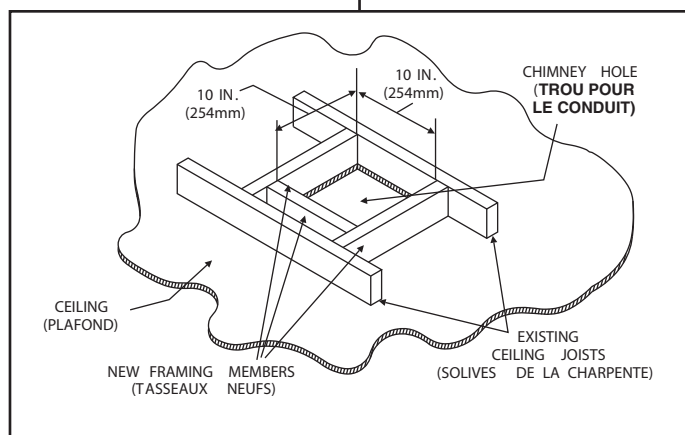 10 IN.
(254mm)
10 IN.
(254mm)
CHIMNEY HOLE
(TROU POUR
LE CONDUIT)
CEILING
(PLAFOND)
NEW FRAMING MEMBERS
(TASSEAUX NEUFS)
EXISTING
CEILING JOISTS
(SOLIVES DE LA CHARPENTE)